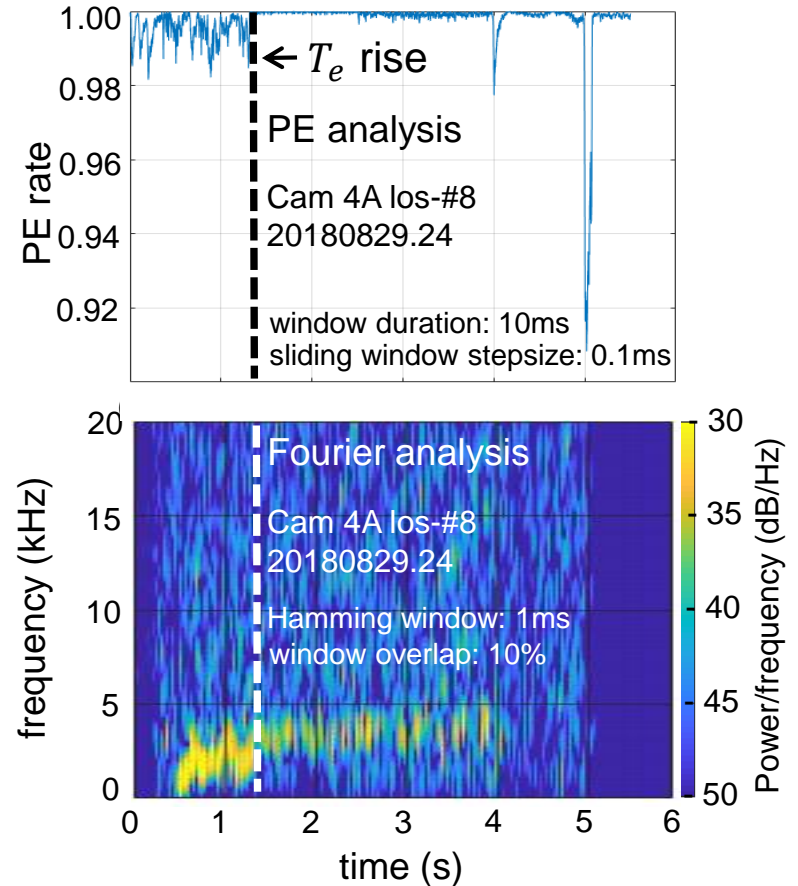 1.00
0.98
0.96
0.94
0.92
PE rate
← Te rise
PE analysis
Cam 4A los-#8
20180829.24
window duration: 10ms
sliding window stepsize: 0.1ms
20
15
10
5
0
frequency (kHz)
Fourier analysis
Cam 4A los-#8
20180829.24
Hamming window: 1ms
window overlap: 10%
30
35
40
45
50
Power/frequency (dB/Hz)
0 1 2 3 4 5 6
time (s)